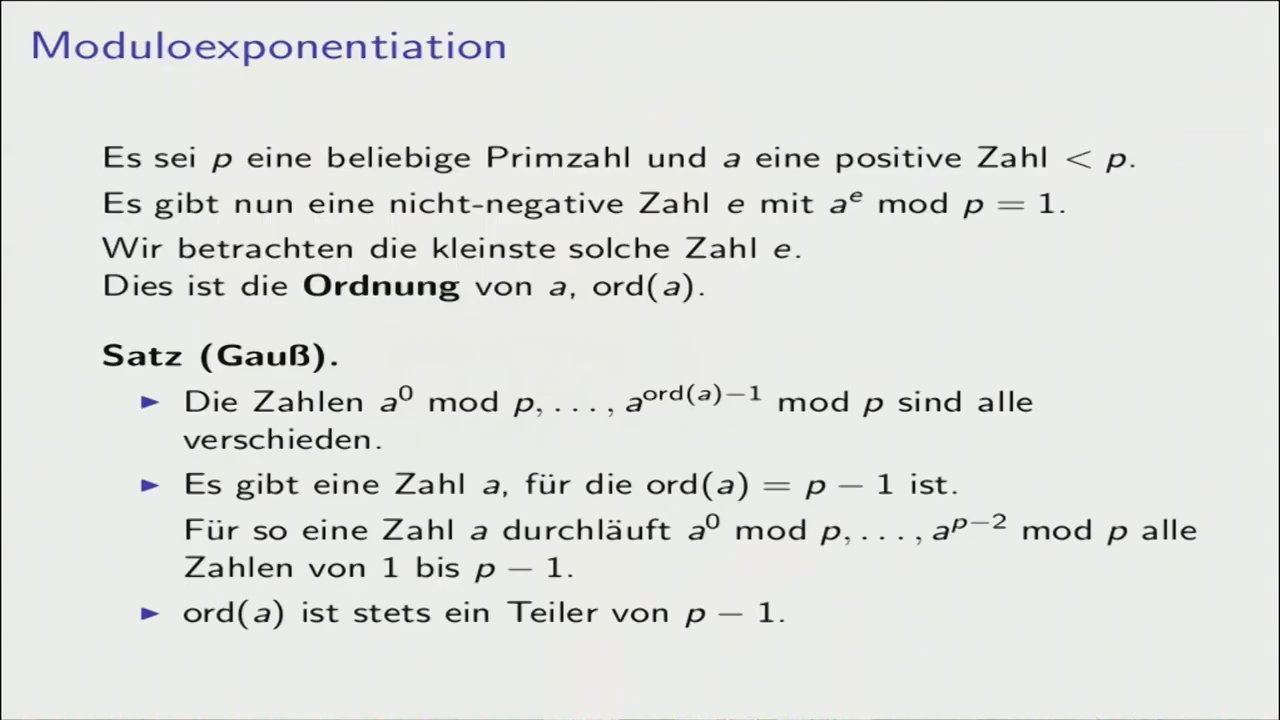 Moduloexponentiation
Es sei p eine beliebige Primzahl und a eine positive Zahl < p.
Es gibt nun eine nicht-negative Zahl e mit a^e mod p = 1.
Wir betrachten die kleinste solche Zahl e.
Dies ist die Ordnung von a, ord(a).
Satz (Gauß).
► Die Zahlen a^0 mod p, . . . , a^{ord(a)−1} mod p sind alle
verschieden.
► Es gibt eine Zahl a, für die ord(a) = p − 1 ist.
Für so eine Zahl a durchläuft a^0 mod p, . . . , a^{p−2} mod p alle
Zahlen von 1 bis p − 1.
► ord(a) ist stets ein Teiler von p − 1.